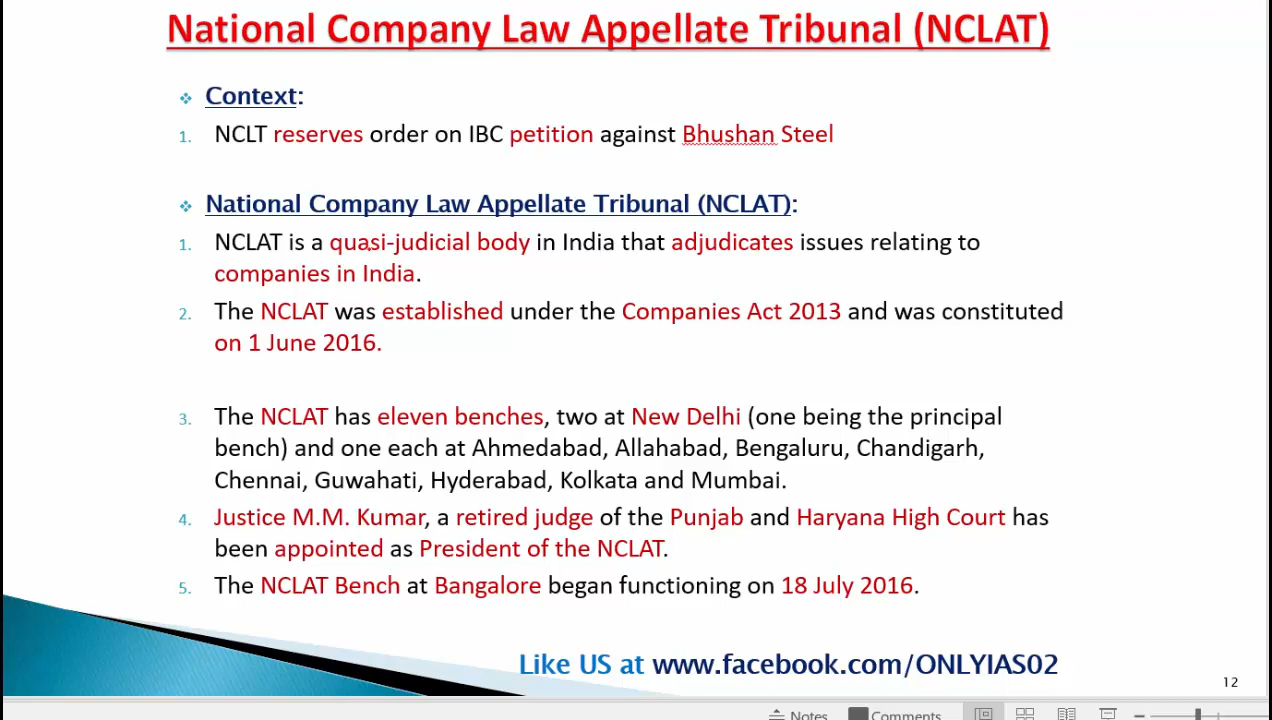 National Company Law Appellate Tribunal (NCLAT)
❖ Context:
1. NCLT reserves order on IBC petition against Bhushan Steel
❖ National Company Law Appellate Tribunal (NCLAT):
1. NCLAT is a quasi-judicial body in India that adjudicates issues relating to
companies in India.
2. The NCLAT was established under the Companies Act 2013 and was constituted
on 1 June 2016.
3. The NCLAT has eleven benches, two at New Delhi (one being the principal
bench) and one each at Ahmedabad, Allahabad, Bengaluru, Chandigarh,
Chennai, Guwahati, Hyderabad, Kolkata and Mumbai.
4. Justice M.M. Kumar, a retired judge of the Punjab and Haryana High Court has
been appointed as President of the NCLAT.
5. The NCLAT Bench at Bangalore began functioning on 18 July 2016.
Like US at www.facebook.com/ONLYIAS02
12
Notes Comments